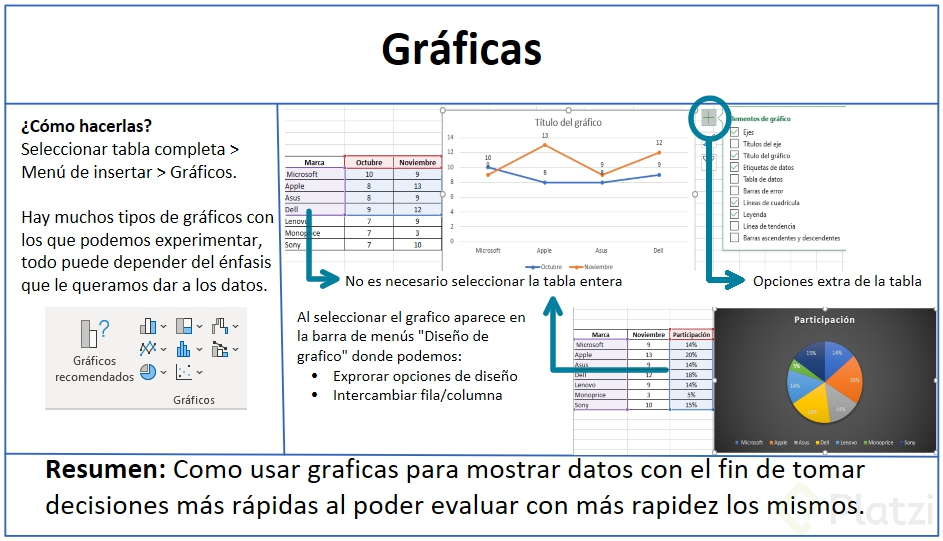 Gráficas
¿Cómo hacerlas?
Seleccionar tabla completa >
Menú de insertar > Gráficos.
Hay muchos tipos de gráficos con
los que podemos experimentar,
todo puede depender del énfasis
que le queramos dar a los datos.
Gráficos
recomendados
Gráficos
Marca Octubre Noviembre
Microsoft 10 9
Apple 8 13
Asus 8 9
Dell 9 12
Lenovo 7 9
Monoprice 7 3
Sony 7 10
Título del gráfico
14
12
10
8
6
4
2
0
10
9
8
13
8
9
9
12
Microsoft Apple Asus Dell
Octubre Noviembre
lementos de gráfico
Ejes
Títulos del eje
Título del gráfico
Etiquetas de datos
Tabla de datos
Barras de error
Líneas de cuadrícula
Leyenda
Línea de tendencia
Barras ascendentes y descendentes
No es necesario seleccionar la tabla entera
Opciones extra de la tabla
Al seleccionar el grafico aparece en
la barra de menús "Diseño de
grafico" donde podemos:
• Exprorar opciones de diseño
• Intercambiar fila/columna
Marca Noviembre Participación
Microsoft 9 14%
Apple 13 20%
Asus 9 14%
Dell 12 18%
Lenovo 9 14%
Monoprice 3 5%
Sony 10 15%
Participación
15% 14%
5%
14% 20%
18% 14%
Microsoft Apple Asus Dell Lenovo Monoprice Sony
Resumen: Como usar graficas para mostrar datos con el fin de tomar
decisiones más rápidas al poder evaluar con más rapidez los mismos.
Platzi